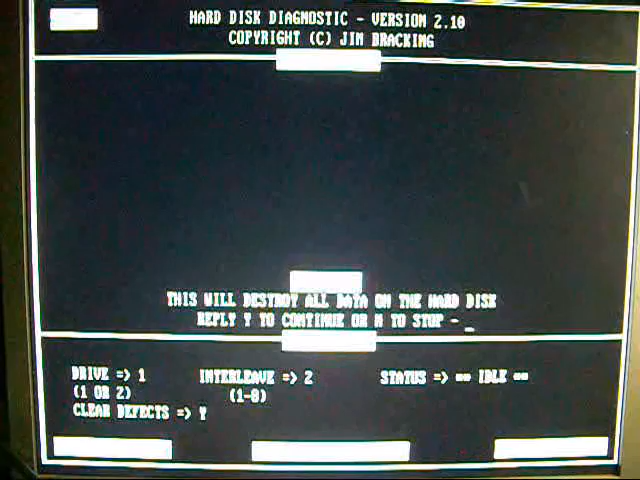 HARD DISK DIAGNOSTIC - VERSION 2.10
COPYRIGHT (C) JIM BRACKING
THIS WILL DESTROY ALL DATA ON THE HARD DISK
REPLY Y TO CONTINUE OR N TO STOP - _
DRIVE => 1 INTERLEAVE => 2 STATUS => == IDLE ==
(1 OR 2) (1-8)
CLEAR DEFECTS => Y